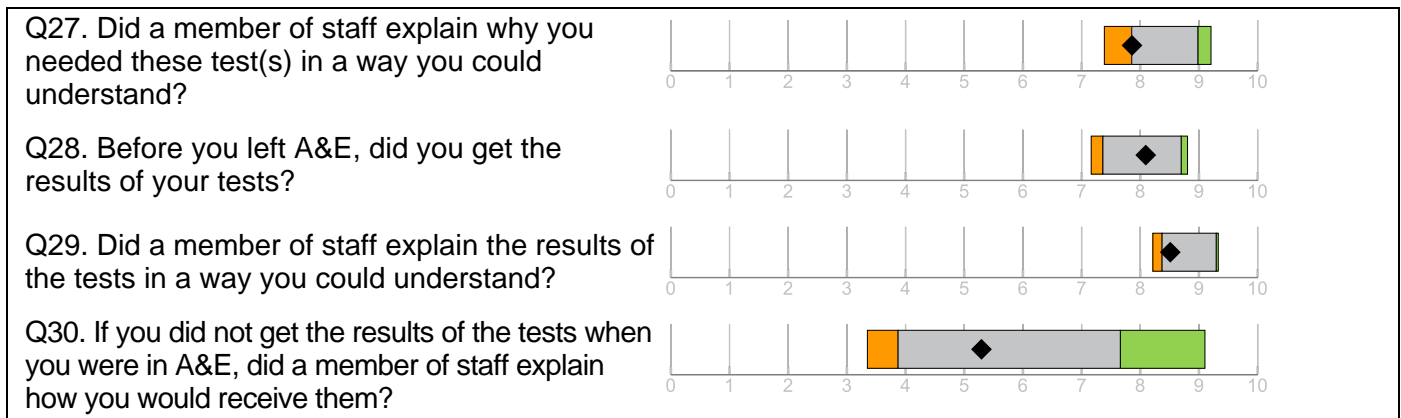 Q27. Did a member of staff explain why you
needed these test(s) in a way you could
understand?
0 1 2 3 4 5 6 7 8 9 10
Q28. Before you left A&E, did you get the
results of your tests?
0 1 2 3 4 5 6 7 8 9 10
Q29. Did a member of staff explain the results of
the tests in a way you could understand?
0 1 2 3 4 5 6 7 8 9 10
Q30. If you did not get the results of the tests when
you were in A&E, did a member of staff explain
how you would receive them?
0 1 2 3 4 5 6 7 8 9 10